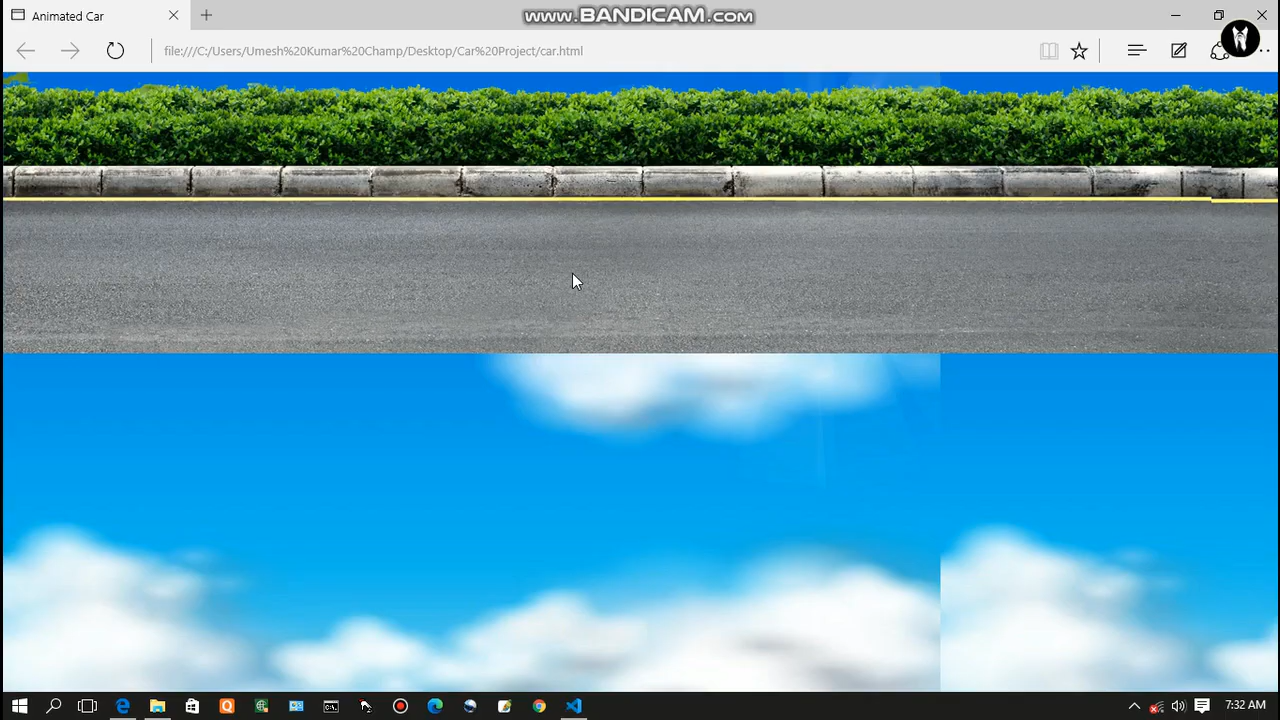 Animated Car
www.BANDICAM.com
file:///C:/Users/Umesh%20Kumar%20Champ/Desktop/Car%20Project/car.html
7:32 AM